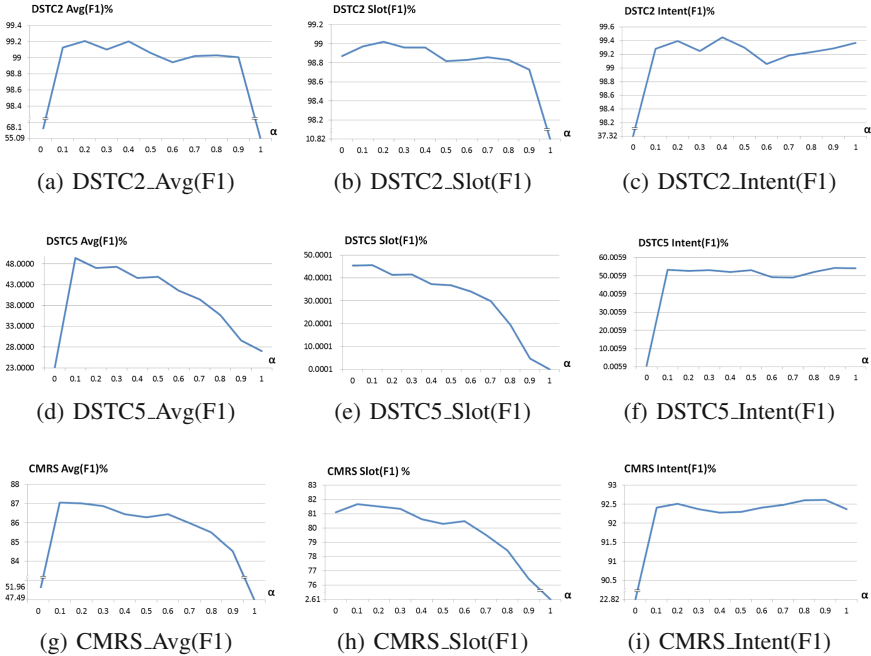 DSTC2 Avg(F1)%
99.4
99.2
99
98.8
98.6
98.4
68.1
55.09
0 0.1 0.2 0.3 0.4 0.5 0.6 0.7 0.8 0.9 1
α
(a) DSTC2_Avg(F1)
DSTC2 Slot(F1)%
99.2
99
98.8
98.6
98.4
98.2
10.82
0 0.1 0.2 0.3 0.4 0.5 0.6 0.7 0.8 0.9 1
α
(b) DSTC2_Slot(F1)
DSTC2 Intent(F1)%
99.6
99.4
99.2
99
98.8
98.6
98.4
98.2
37.32
0 0.1 0.2 0.3 0.4 0.5 0.6 0.7 0.8 0.9 1
α
(c) DSTC2_Intent(F1)
DSTC5 Avg(F1)%
48.0000
43.0000
38.0000
33.0000
28.0000
23.0000
0 0.1 0.2 0.3 0.4 0.5 0.6 0.7 0.8 0.9 1
α
(d) DSTC5_Avg(F1)
DSTC5 Slot(F1)%
50.0001
40.0001
30.0001
20.0001
10.0001
0.0001
0 0.1 0.2 0.3 0.4 0.5 0.6 0.7 0.8 0.9 1
α
(e) DSTC5_Slot(F1)
DSTC5 Intent(F1)%
60.0059
50.0059
40.0059
30.0059
20.0059
10.0059
0.0059
0 0.1 0.2 0.3 0.4 0.5 0.6 0.7 0.8 0.9 1
α
(f) DSTC5_Intent(F1)
CMRS Avg(F1)%
88
87
86
85
84
51.96
47.49
0 0.1 0.2 0.3 0.4 0.5 0.6 0.7 0.8 0.9 1
α
(g) CMRS_Avg(F1)
CMRS Slot(F1) %
83
82
81
80
79
78
77
76
2.61
0 0.1 0.2 0.3 0.4 0.5 0.6 0.7 0.8 0.9 1
α
(h) CMRS_Slot(F1)
CMRS Intent(F1)%
93
92.5
92
91.5
91
90.5
22.82
0 0.1 0.2 0.3 0.4 0.5 0.6 0.7 0.8 0.9 1
α
(i) CMRS_Intent(F1)